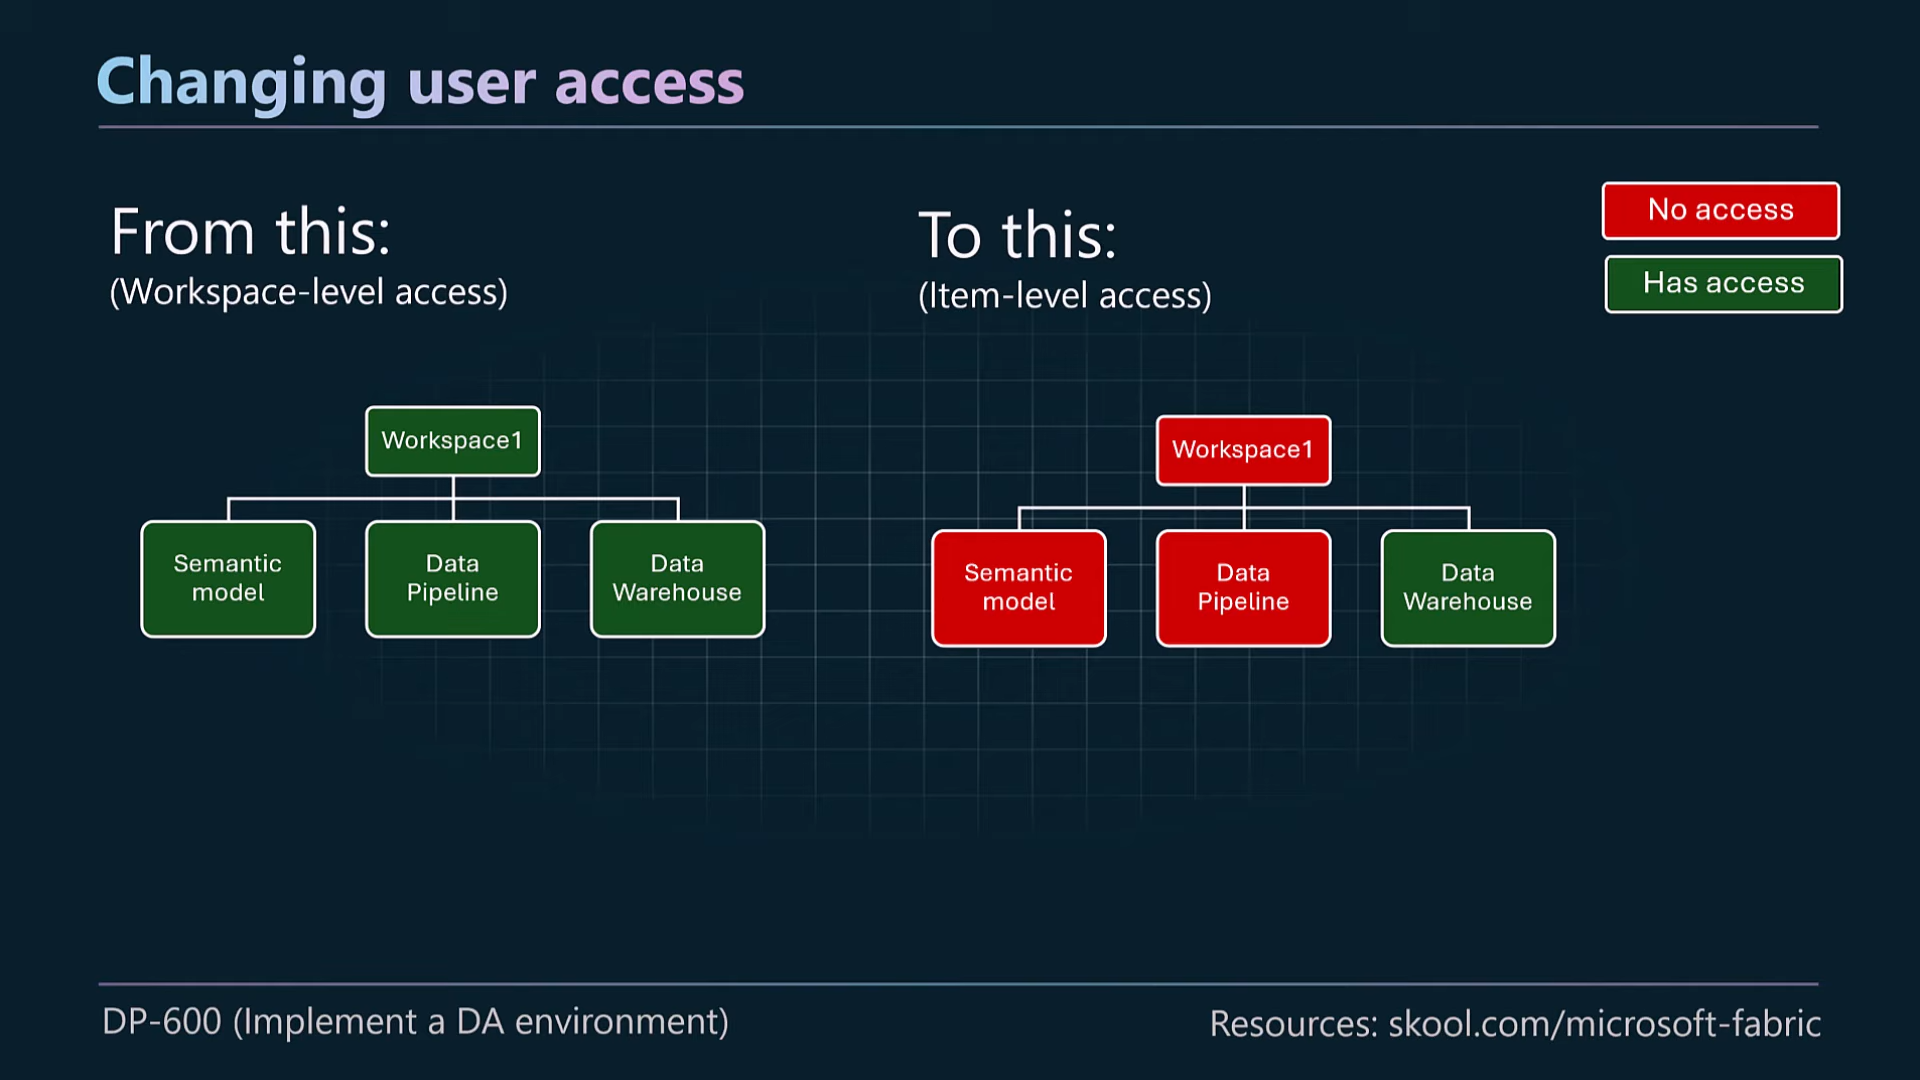 Changing user access
From this:
(Workspace-level access)
To this:
(Item-level access)
No access
Has access
Workspace1
Semantic
model
Data
Pipeline
Data
Warehouse
Workspace1
Semantic
model
Data
Pipeline
Data
Warehouse
DP-600 (Implement a DA environment)
Resources: skool.com/microsoft-fabric